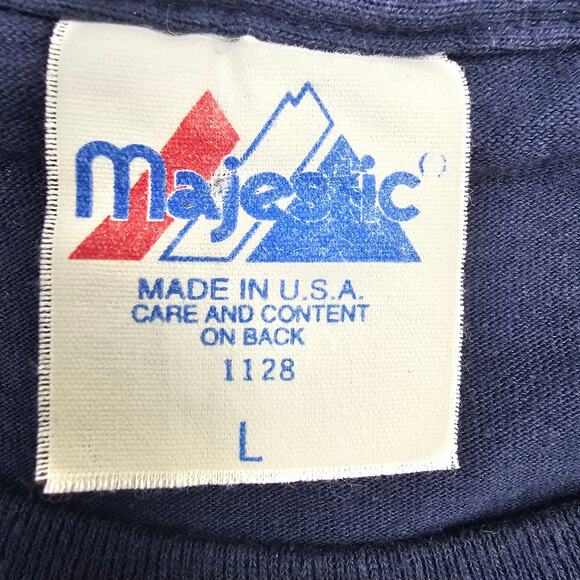 majestic
MADE IN U.S.A.
CARE AND CONTENT
ON BACK
1128
L